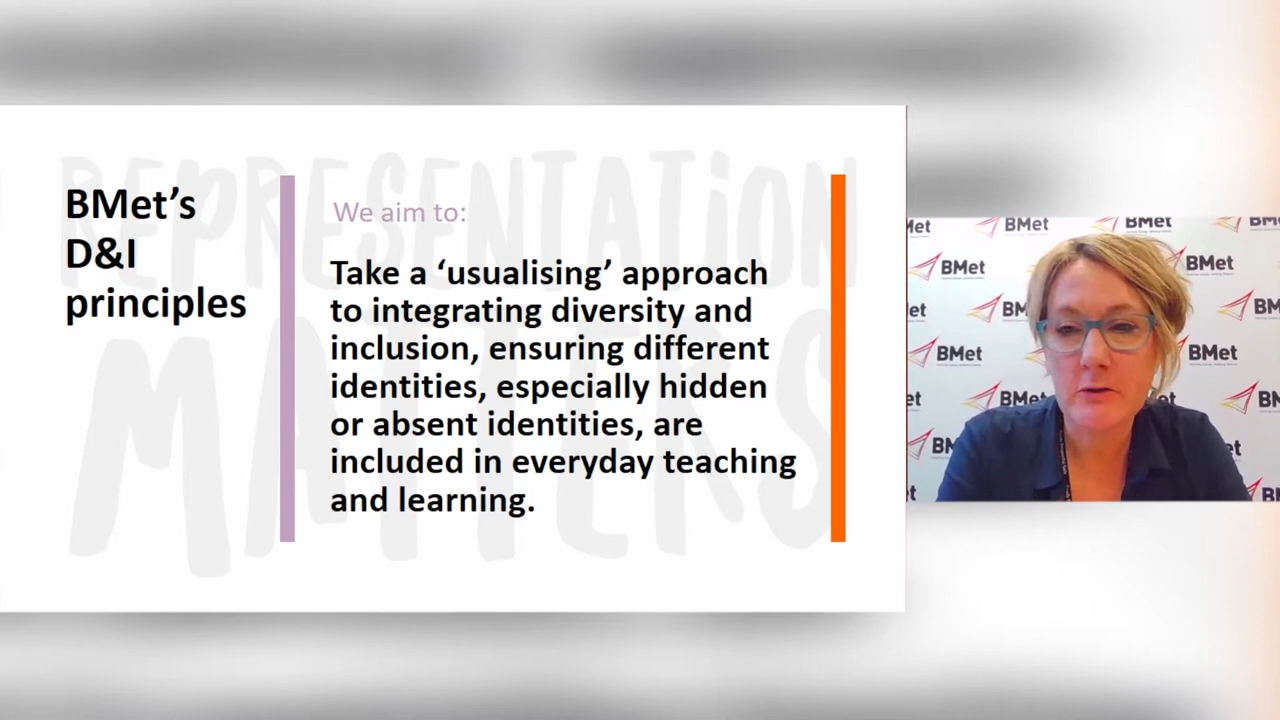 REPRESENTATION
MATTERS
BMet's
D&I
principles
We aim to:
Take a ‘usualising’ approach
to integrating diversity and
inclusion, ensuring different
identities, especially hidden
or absent identities, are
included in everyday teaching
and learning.
BMet
BMet
BMet
BMet
BMet
BMet
BMet
BMet